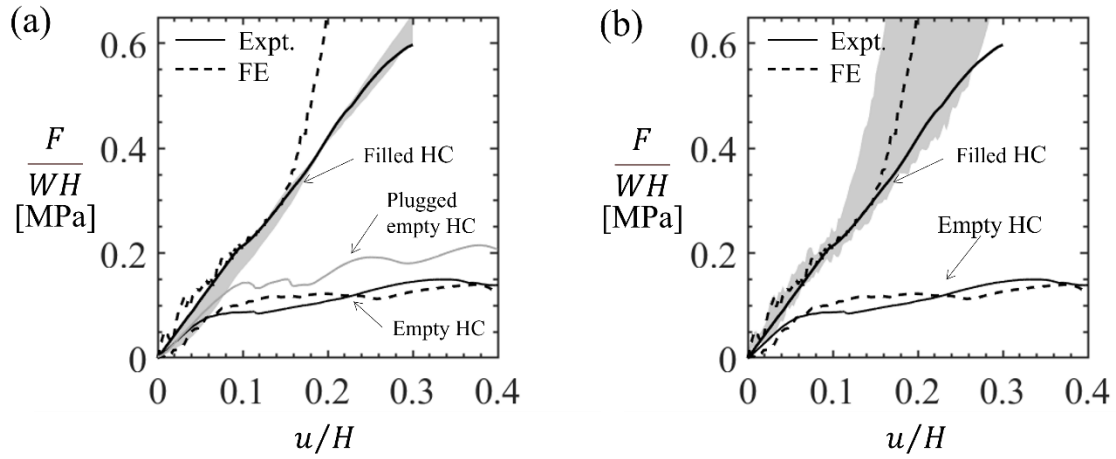 (a)
0.6
Expt.
FE
F
WH
[MPa]
0.4
Filled HC
Plugged
empty HC
0.2
Empty HC
0
0 0.1 0.2 0.3 0.4
u/H
(b)
0.6
Expt.
FE
F
WH
[MPa]
0.4
Filled HC
Empty HC
0.2
0
0 0.1 0.2 0.3 0.4
u/H